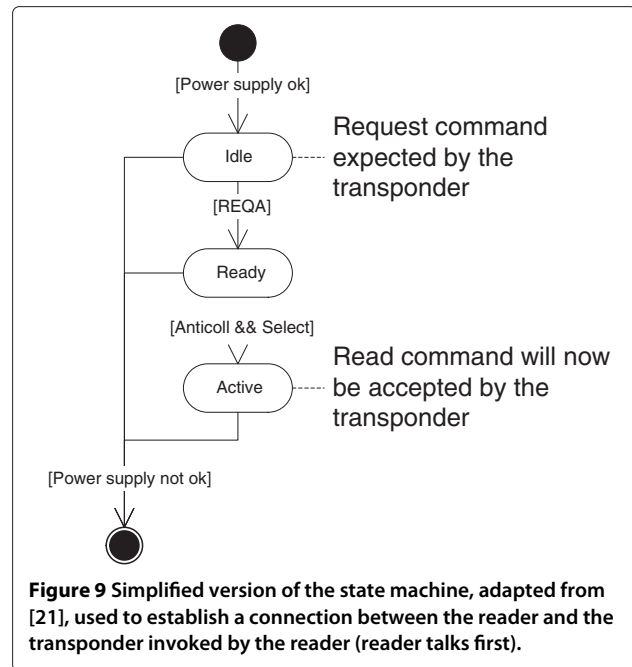 [Power supply ok]
Idle
Request command
expected by the
transponder
[REQA]
Ready
[Anticoll && Select]
Active
Read command will now
be accepted by the
transponder
[Power supply not ok]
Figure 9 Simplified version of the state machine, adapted from
[21], used to establish a connection between the reader and the
transponder invoked by the reader (reader talks first).